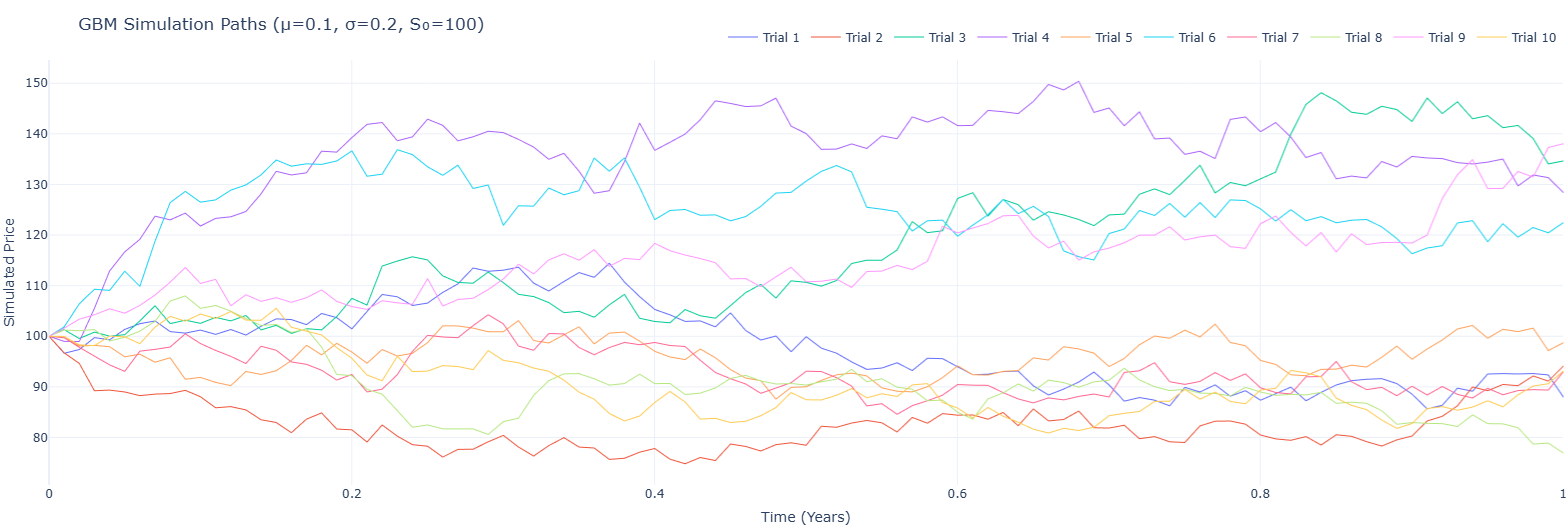 GBM Simulation Paths (μ=0.1, σ=0.2, S₀=100)
Trial 1 Trial 2 Trial 3 Trial 4 Trial 5 Trial 6 Trial 7 Trial 8 Trial 9 Trial 10
150
140
130
120
110
100
90
80
Simulated Price
0 0.2 0.4 0.6 0.8 1
Time (Years)